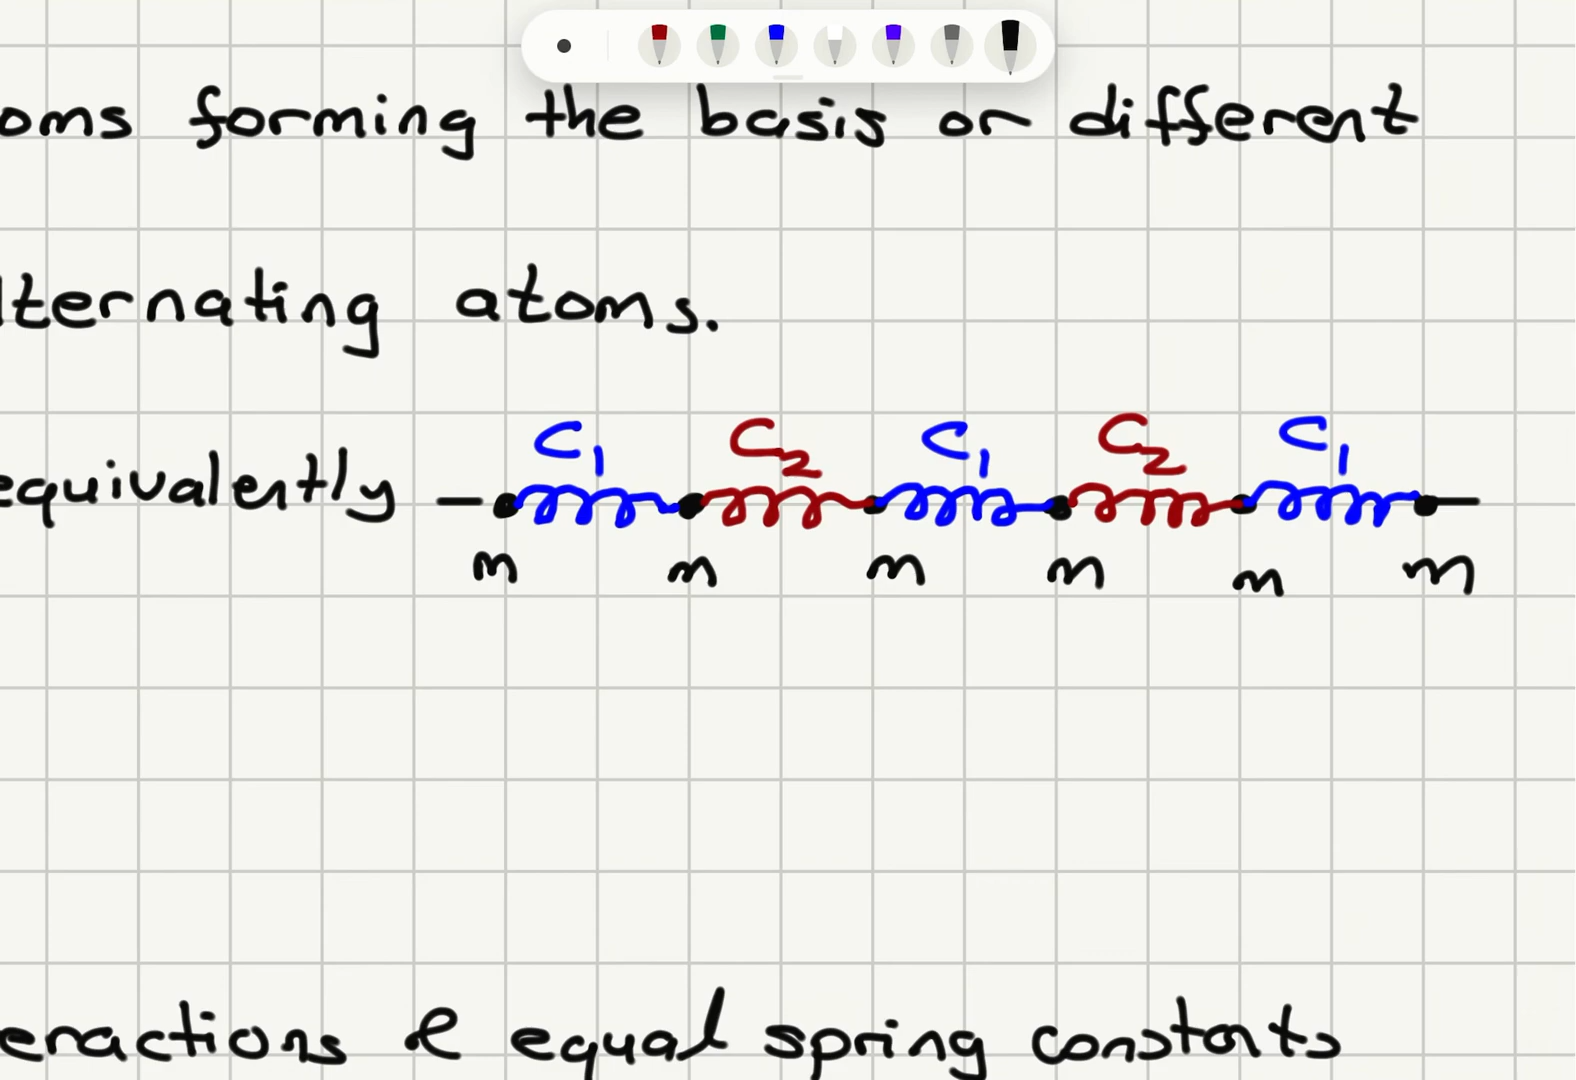 oms forming the basis or different
lternating atoms.
C₁ C₂ C₁ C₂ C₁
equivalently
m m m m m m
eractions & equal spring constants